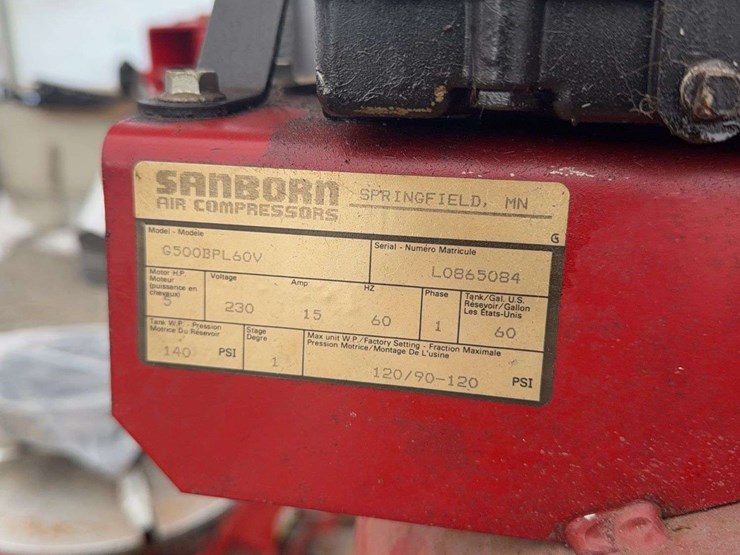 SANBORN SPRINGFIELD, MN
AIR COMPRESSORS
G
Model - Modèle Serial - Numéro Matricule
G500BPL60V L0865084
Motor H.P. Voltage Amp HZ Phase Tank/Gal. U.S.
Moteur Résevoir/Gallon
(puissance en Les États-Unis
chevaux)
5 230 15 60 1 60
Tank W.P. - Pression Stage Max unit W.P./Factory Setting - Fraction Maximale
Motrice Du Résevoir Degre Pression Motrice/Montage De L'usine
140 PSI 1 120/90-120 PSI